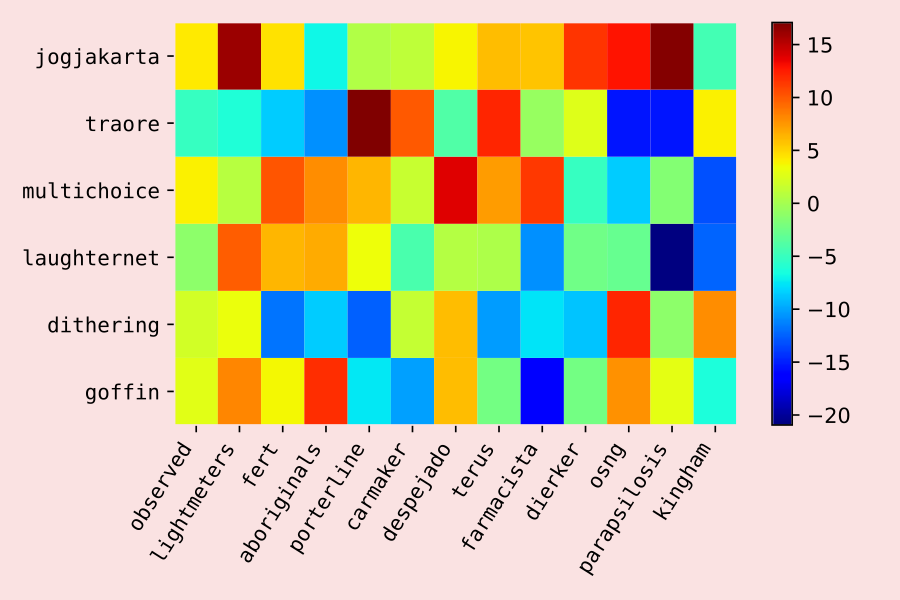 jogjakarta
traore
multichoice
laughternet
dithering
goffin
observed
lightmeters
fert
aboriginals
porterline
carmaker
despejado
terus
farmacista
dierker
osng
parapsilosis
kingham
15
10
5
0
−5
−10
−15
−20